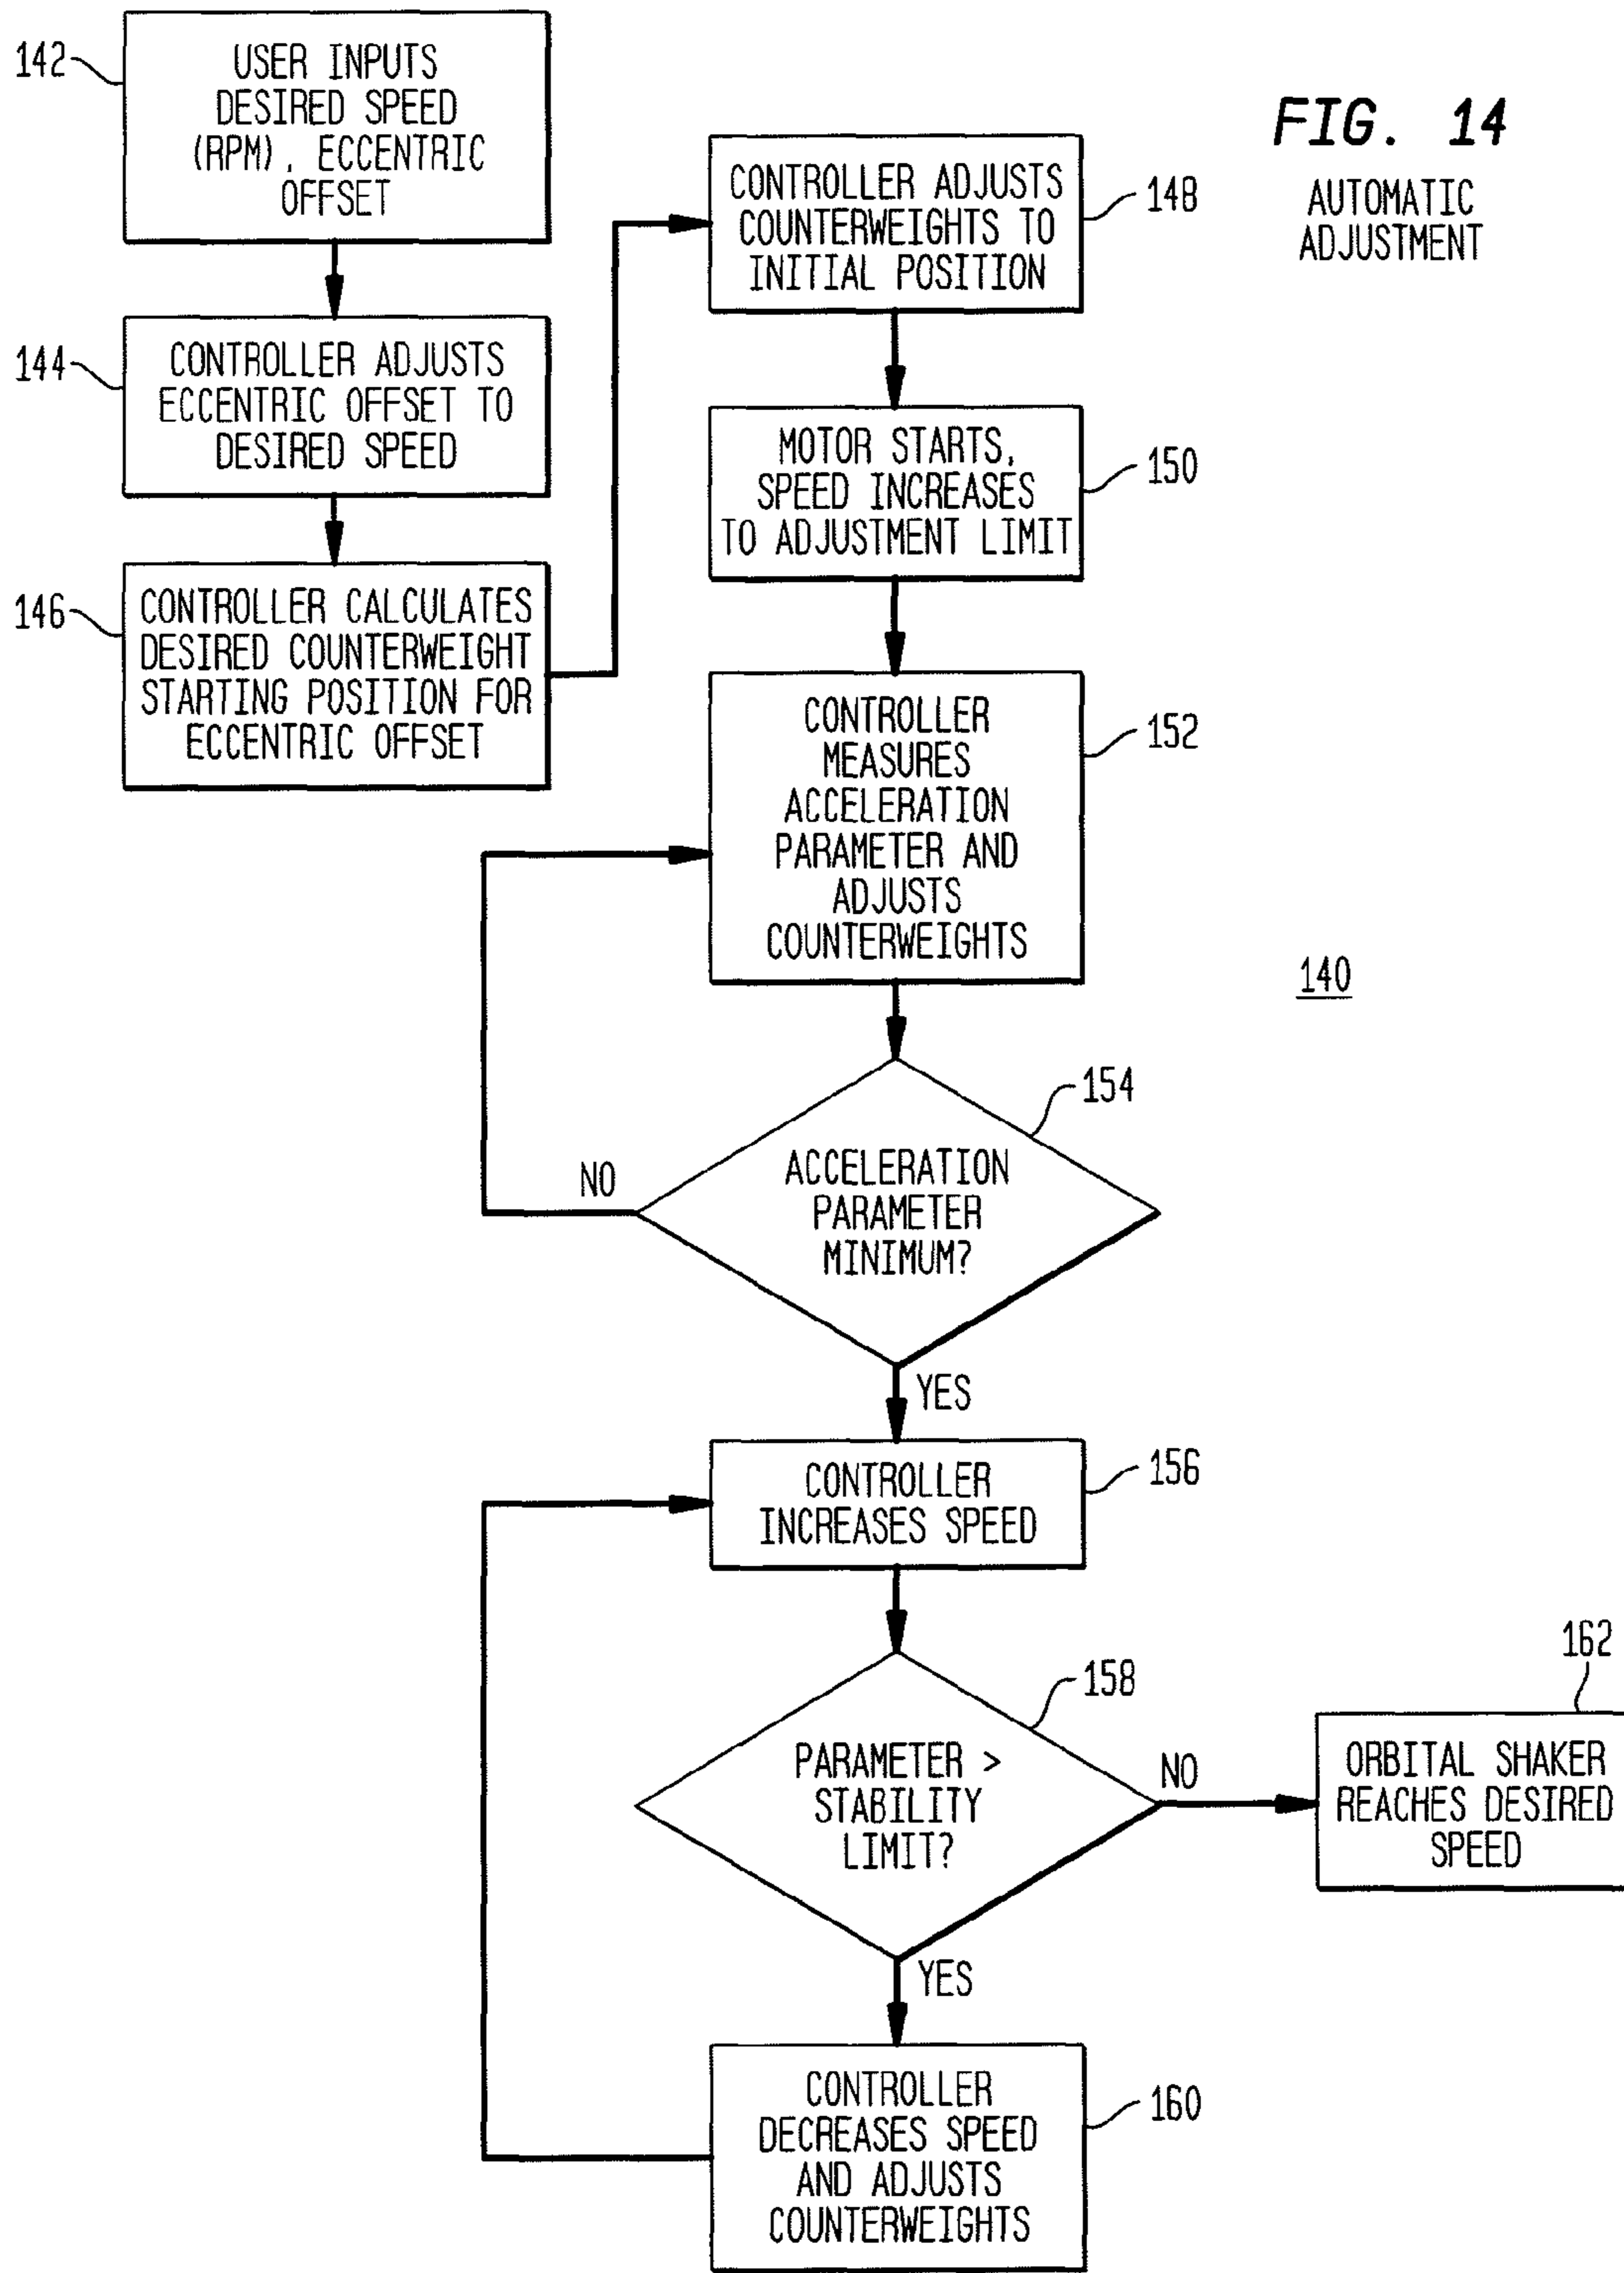 FIG. 14
AUTOMATIC
ADJUSTMENT
140
142
USER INPUTS
DESIRED SPEED
(RPM), ECCENTRIC
OFFSET
144
CONTROLLER ADJUSTS
ECCENTRIC OFFSET TO
DESIRED SPEED
146
CONTROLLER CALCULATES
DESIRED COUNTERWEIGHT
STARTING POSITION FOR
ECCENTRIC OFFSET
CONTROLLER ADJUSTS
COUNTERWEIGHTS TO
INITIAL POSITION
148
MOTOR STARTS,
SPEED INCREASES
TO ADJUSTMENT LIMIT
150
CONTROLLER
MEASURES
ACCELERATION
PARAMETER AND
ADJUSTS
COUNTERWEIGHTS
152
154
ACCELERATION
PARAMETER
MINIMUM?
NO
YES
CONTROLLER
INCREASES SPEED
156
158
PARAMETER >
STABILITY
LIMIT?
NO
162
ORBITAL SHAKER
REACHES DESIRED
SPEED
YES
CONTROLLER
DECREASES SPEED
AND ADJUSTS
COUNTERWEIGHTS
160